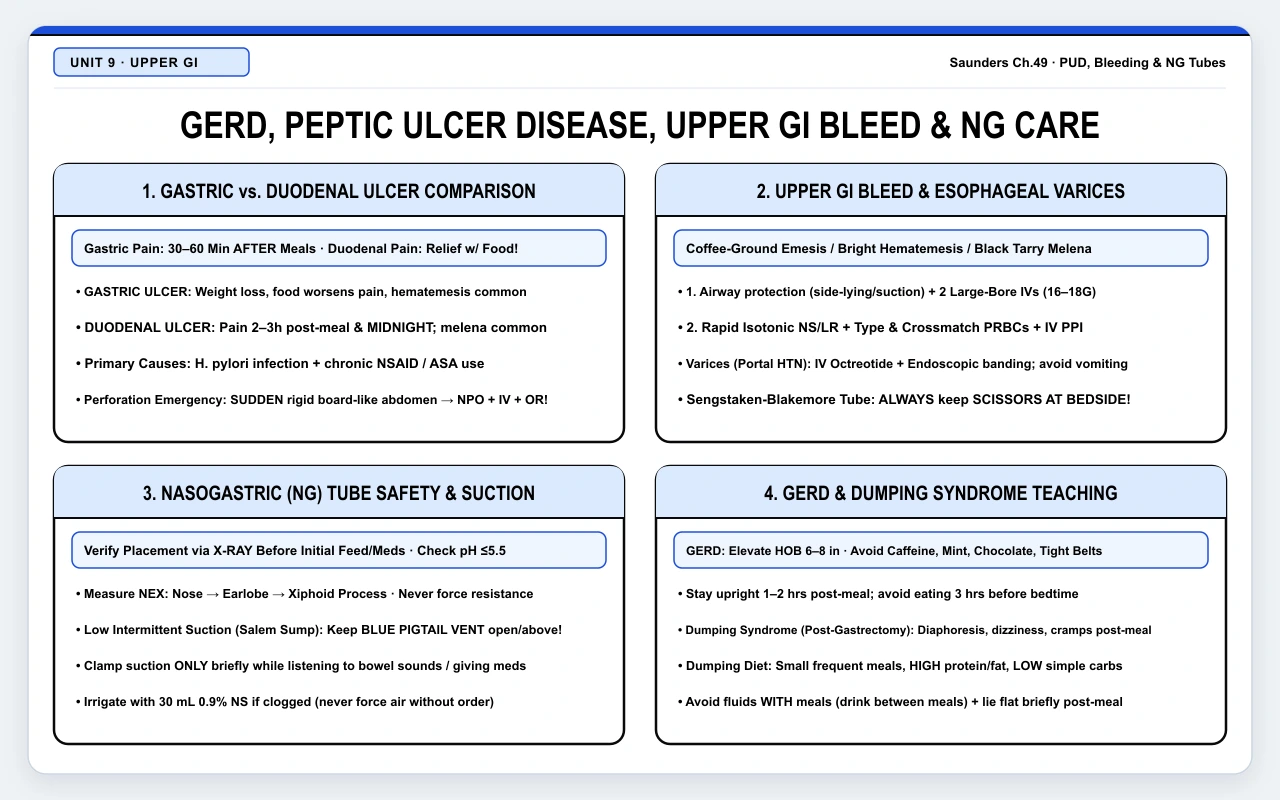 UNIT 9 · UPPER GI
Saunders Ch.49 · PUD, Bleeding & NG Tubes
GERD, PEPTIC ULCER DISEASE, UPPER GI BLEED & NG CARE
1. GASTRIC vs. DUODENAL ULCER COMPARISON
Gastric Pain: 30–60 Min AFTER Meals · Duodenal Pain: Relief w/ Food!
• GASTRIC ULCER: Weight loss, food worsens pain, hematemesis common
• DUODENAL ULCER: Pain 2–3h post-meal & MIDNIGHT; melena common
• Primary Causes: H. pylori infection + chronic NSAID / ASA use
• Perforation Emergency: SUDDEN rigid board-like abdomen → NPO + IV + OR!
2. UPPER GI BLEED & ESOPHAGEAL VARICES
Coffee-Ground Emesis / Bright Hematemesis / Black Tarry Melena
• 1. Airway protection (side-lying/suction) + 2 Large-Bore IVs (16–18G)
• 2. Rapid Isotonic NS/LR + Type & Crossmatch PRBCs + IV PPI
• Varices (Portal HTN): IV Octreotide + Endoscopic banding; avoid vomiting
• Sengstaken-Blakemore Tube: ALWAYS keep SCISSORS AT BEDSIDE!
3. NASOGASTRIC (NG) TUBE SAFETY & SUCTION
Verify Placement via X-RAY Before Initial Feed/Meds · Check pH ≤5.5
• Measure NEX: Nose → Earlobe → Xiphoid Process · Never force resistance
• Low Intermittent Suction (Salem Sump): Keep BLUE PIGTAIL VENT open/above!
• Clamp suction ONLY briefly while listening to bowel sounds / giving meds
• Irrigate with 30 mL 0.9% NS if clogged (never force air without order)
4. GERD & DUMPING SYNDROME TEACHING
GERD: Elevate HOB 6–8 in · Avoid Caffeine, Mint, Chocolate, Tight Belts
• Stay upright 1–2 hrs post-meal; avoid eating 3 hrs before bedtime
• Dumping Syndrome (Post-Gastrectomy): Diaphoresis, dizziness, cramps post-meal
• Dumping Diet: Small frequent meals, HIGH protein/fat, LOW simple carbs
• Avoid fluids WITH meals (drink between meals) + lie flat briefly post-meal